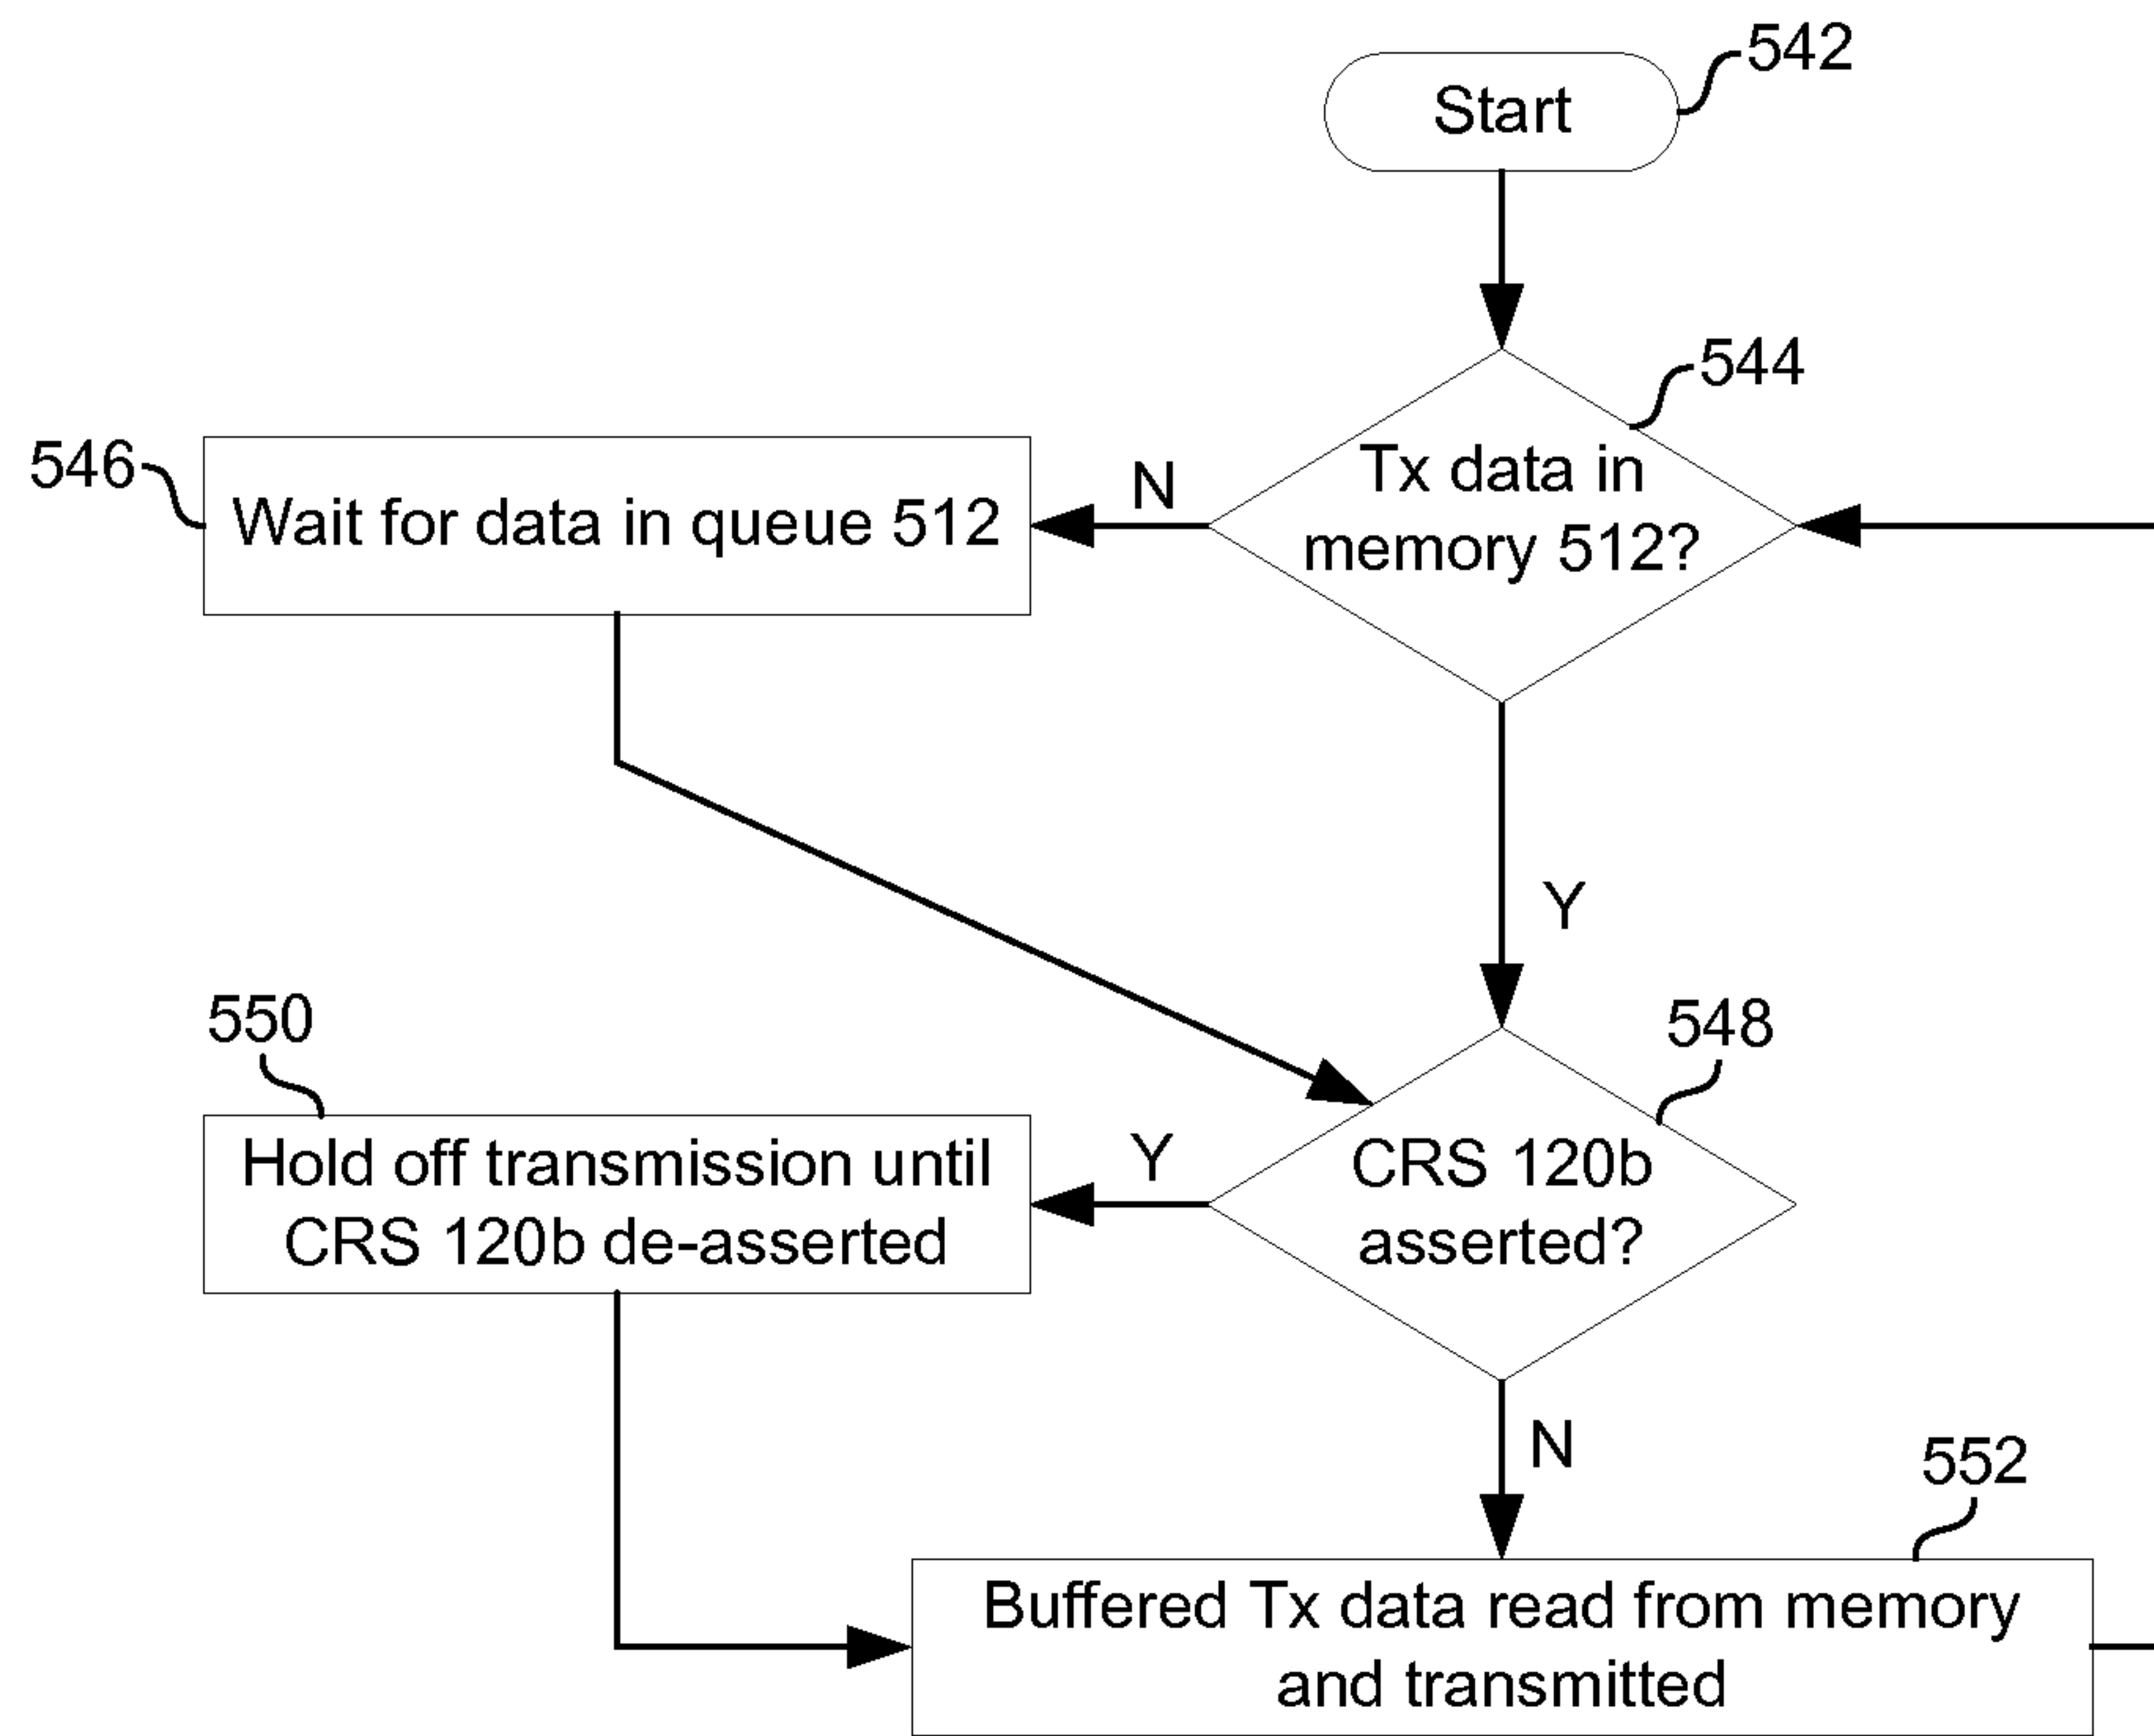 542
Start
544
Tx data in
memory 512?
546
Wait for data in queue 512
N
Y
550
548
Hold off transmission until
CRS 120b de-asserted
Y
CRS 120b
asserted?
N
552
Buffered Tx data read from memory
and transmitted